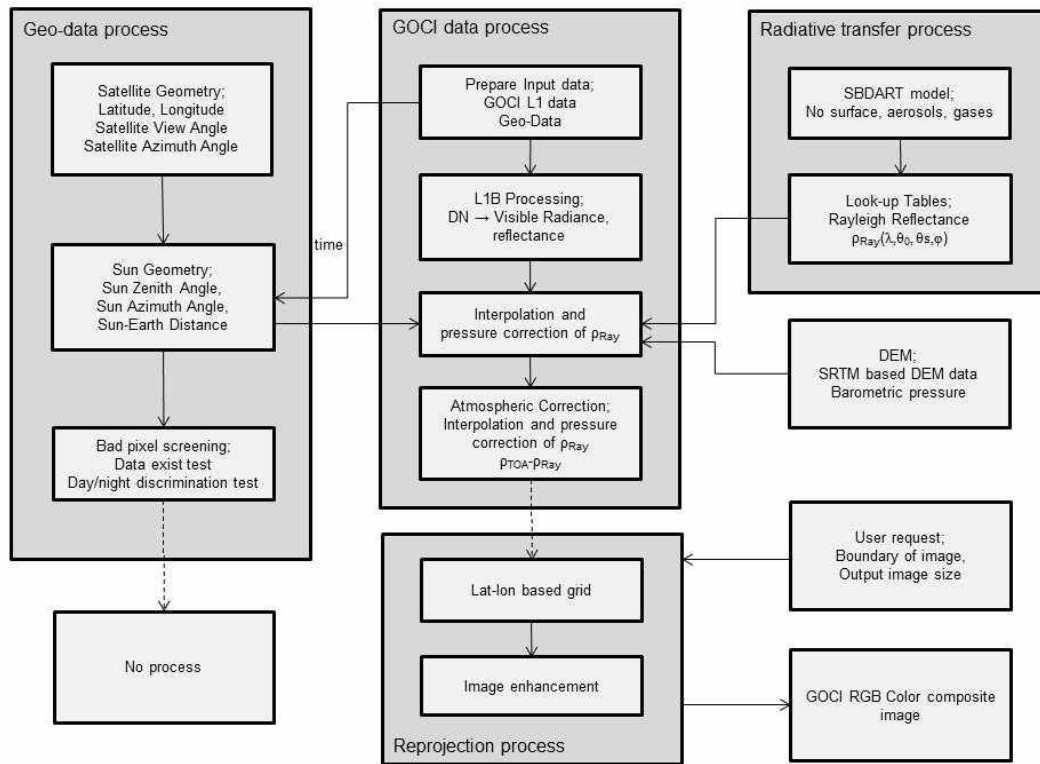 Geo-data process
Satellite Geometry;
Latitude, Longitude
Satellite View Angle
Satellite Azimuth Angle
Sun Geometry;
Sun Zenith Angle,
Sun Azimuth Angle,
Sun-Earth Distance
Bad pixel screening;
Data exist test
Day/night discrimination test
No process
time
GOCI data process
Prepare Input data;
GOCI L1 data
Geo-Data
L1B Processing;
DN → Visible Radiance,
reflectance
Interpolation and
pressure correction of ρRay
Atmospheric Correction;
Interpolation and pressure
correction of ρRay
ρTOA-ρRay
Lat-lon based grid
Image enhancement
Reprojection process
Radiative transfer process
SBDART model;
No surface, aerosols, gases
Look-up Tables;
Rayleigh Reflectance
ρRay(λ,θ0,θs,φ)
DEM;
SRTM based DEM data
Barometric pressure
User request;
Boundary of image,
Output image size
GOCI RGB Color composite
image